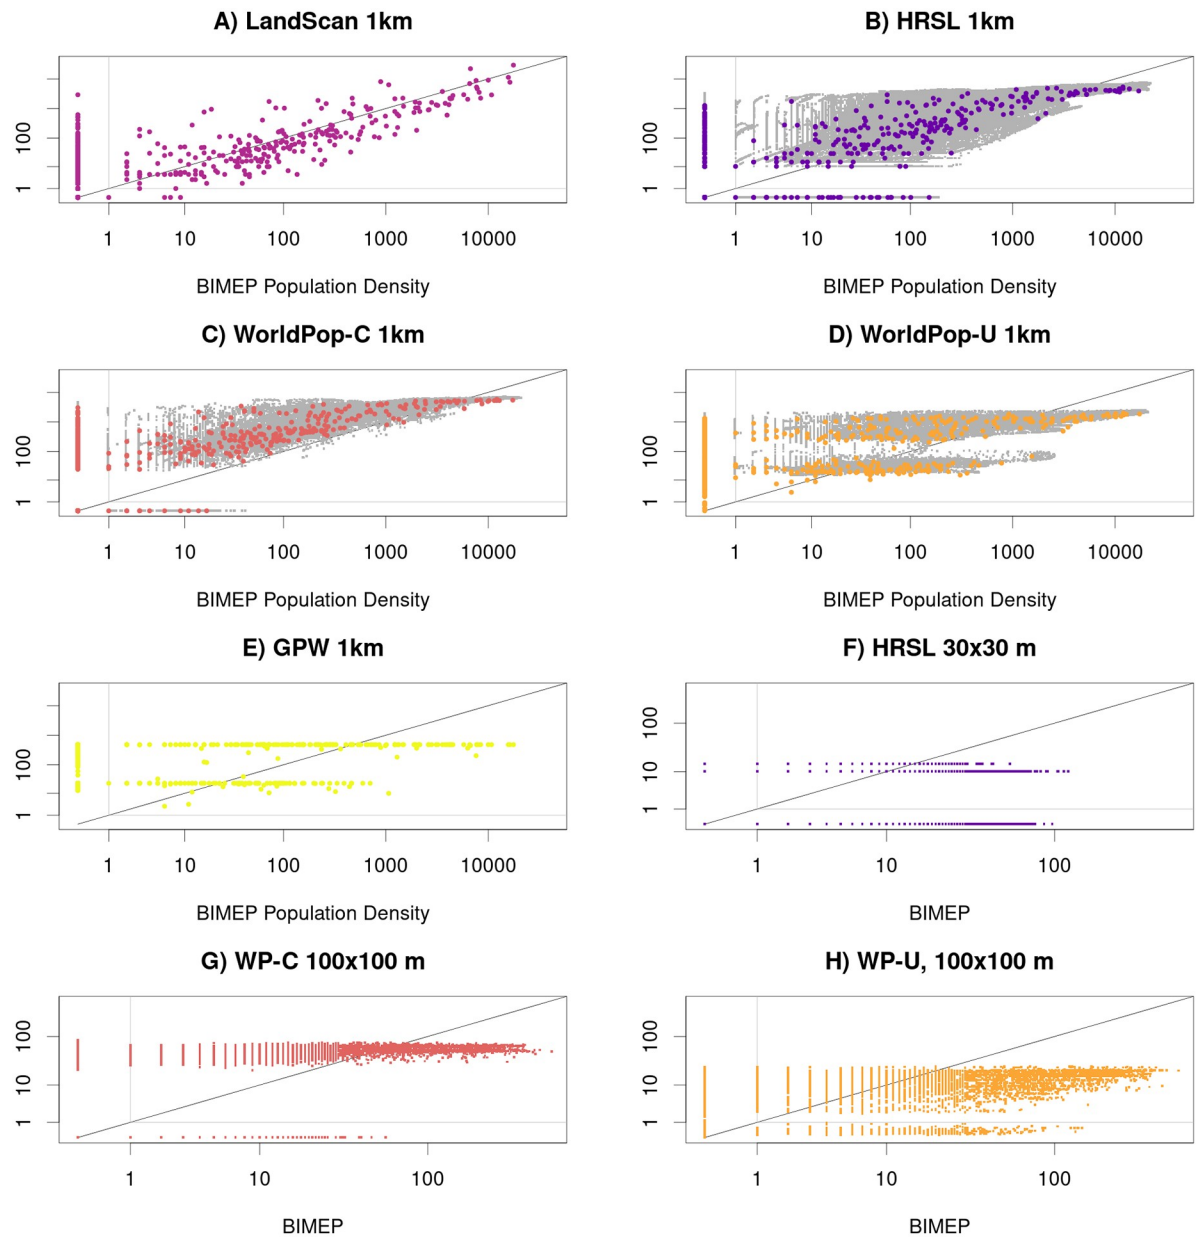 A) LandScan 1km
B) HRSL 1km
100
1
1 10 100 1000 10000
BIMEP Population Density
100
1
1 10 100 1000 10000
BIMEP Population Density
C) WorldPop-C 1km
D) WorldPop-U 1km
100
1
1 10 100 1000 10000
BIMEP Population Density
100
1
1 10 100 1000 10000
BIMEP Population Density
E) GPW 1km
F) HRSL 30x30 m
100
1
1 10 100 1000 10000
BIMEP Population Density
100
10
1
1 10 100
BIMEP
G) WP-C 100x100 m
H) WP-U, 100x100 m
100
10
1
1 10 100
BIMEP
100
10
1
1 10 100
BIMEP